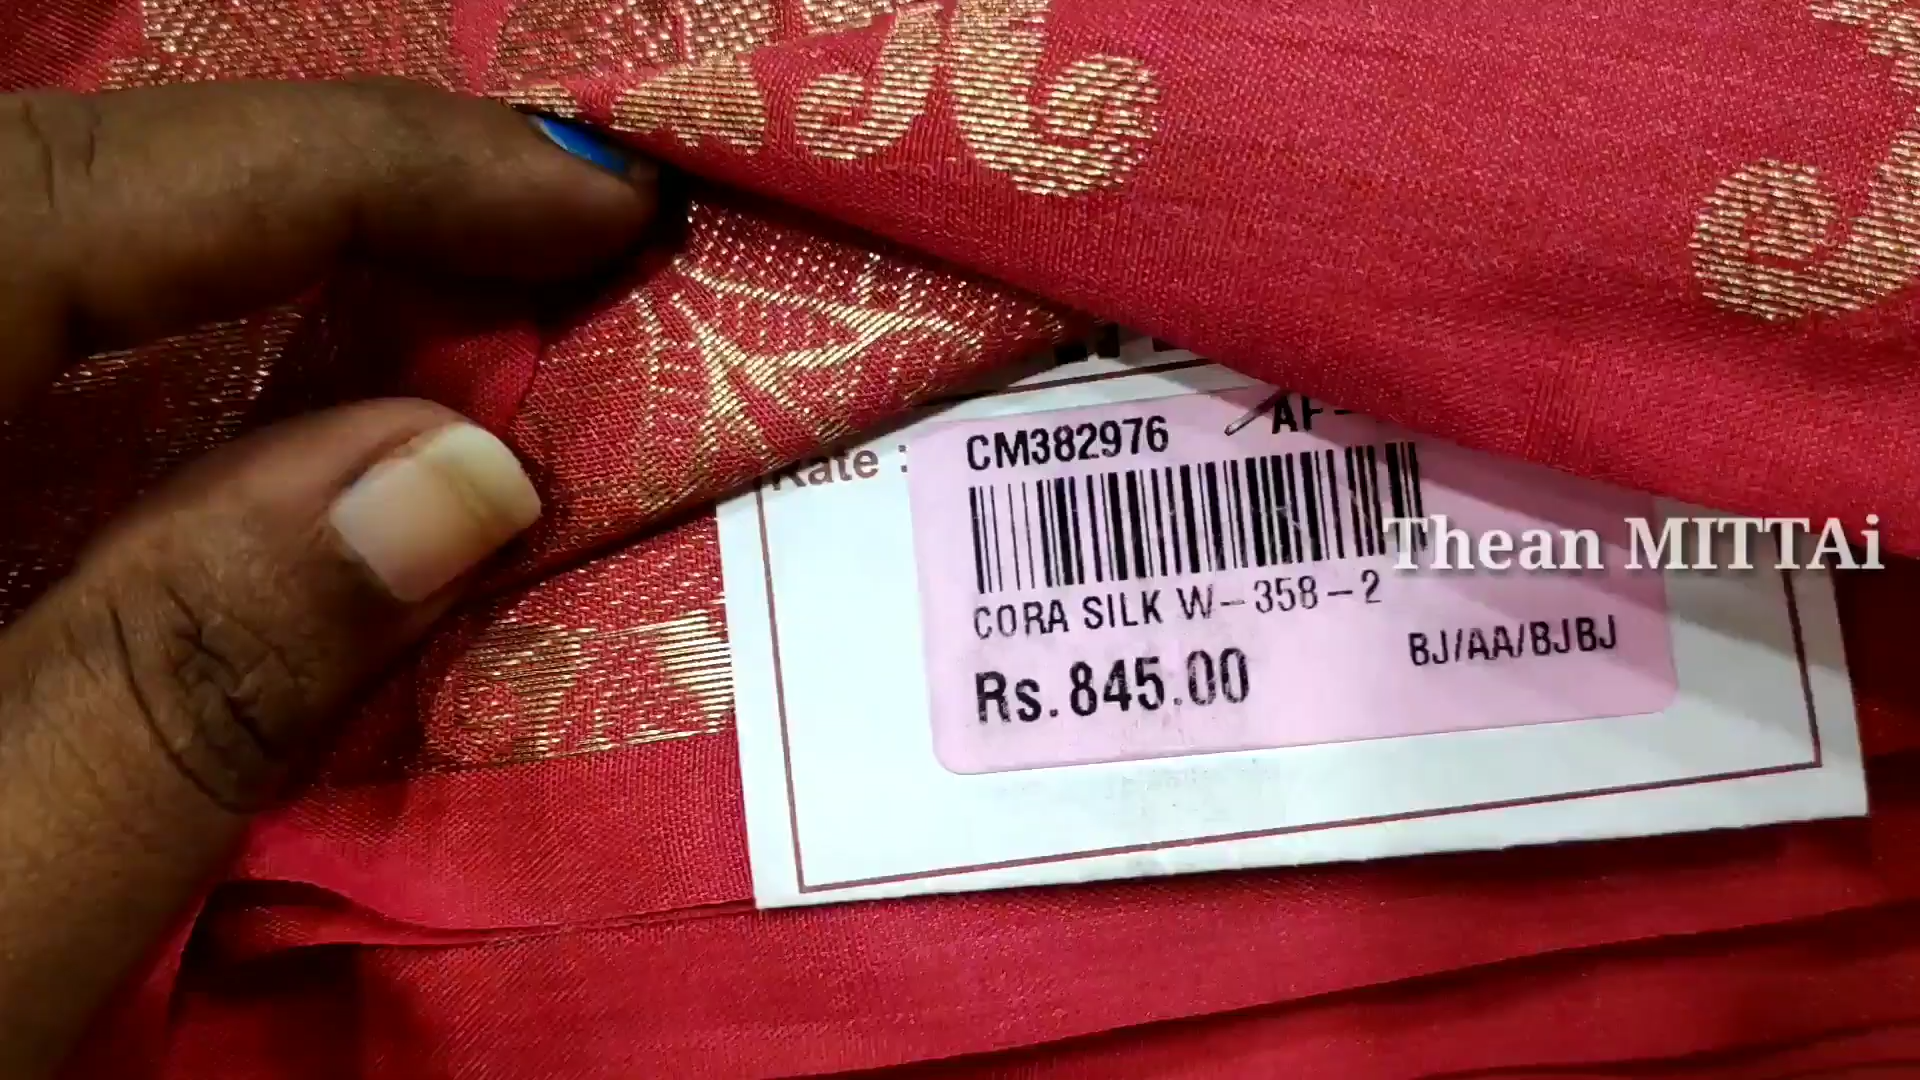 CM382976
Rate :
CORA SILK W-358-2
Rs.845.00
BJ/AA/BJBJ
Thean MITTAi